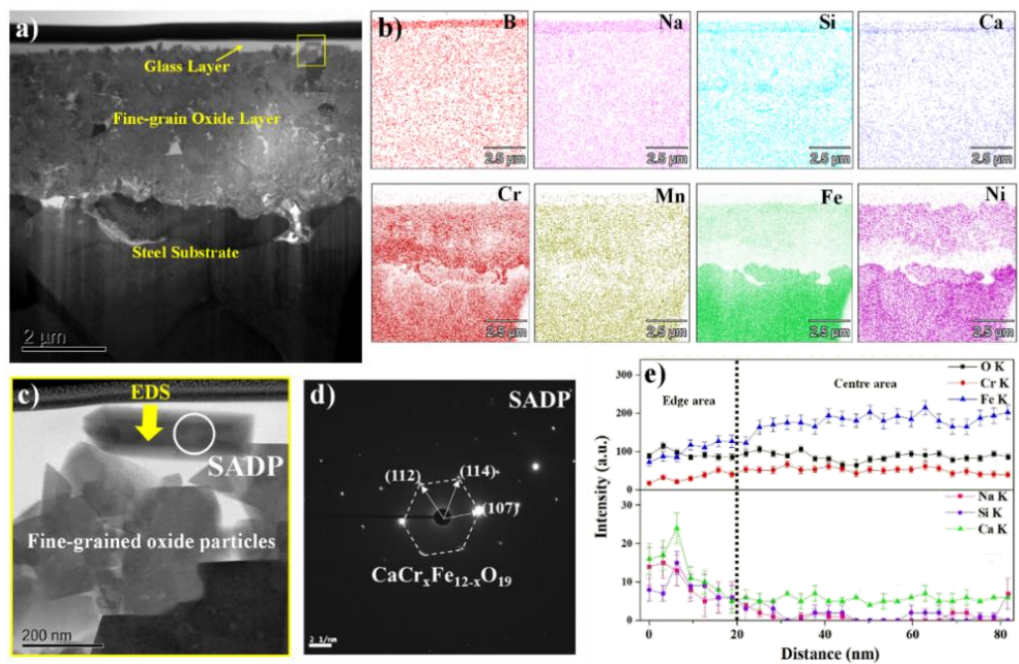 a)
Glass Layer
Fine-grain Oxide Layer
Steel Substrate
2 μm
b)
B
Na
Si
Ca
2.5 μm
2.5 μm
2.5 μm
2.5 μm
Cr
Mn
Fe
Ni
2.5 μm
2.5 μm
2.5 μm
2.5 μm
c)
EDS
SADP
Fine-grained oxide particles
200 nm
d)
SADP
(112)
(114)
(107)
CaCrₓFe₁₂₋ₓO₁₉
2 1/nm
e)
Edge area
Centre area
O K
Cr K
Fe K
300
200
100
0
Na K
Si K
Ca K
30
20
10
0
Intensity (a.u.)
0
20
40
60
80
Distance (nm)